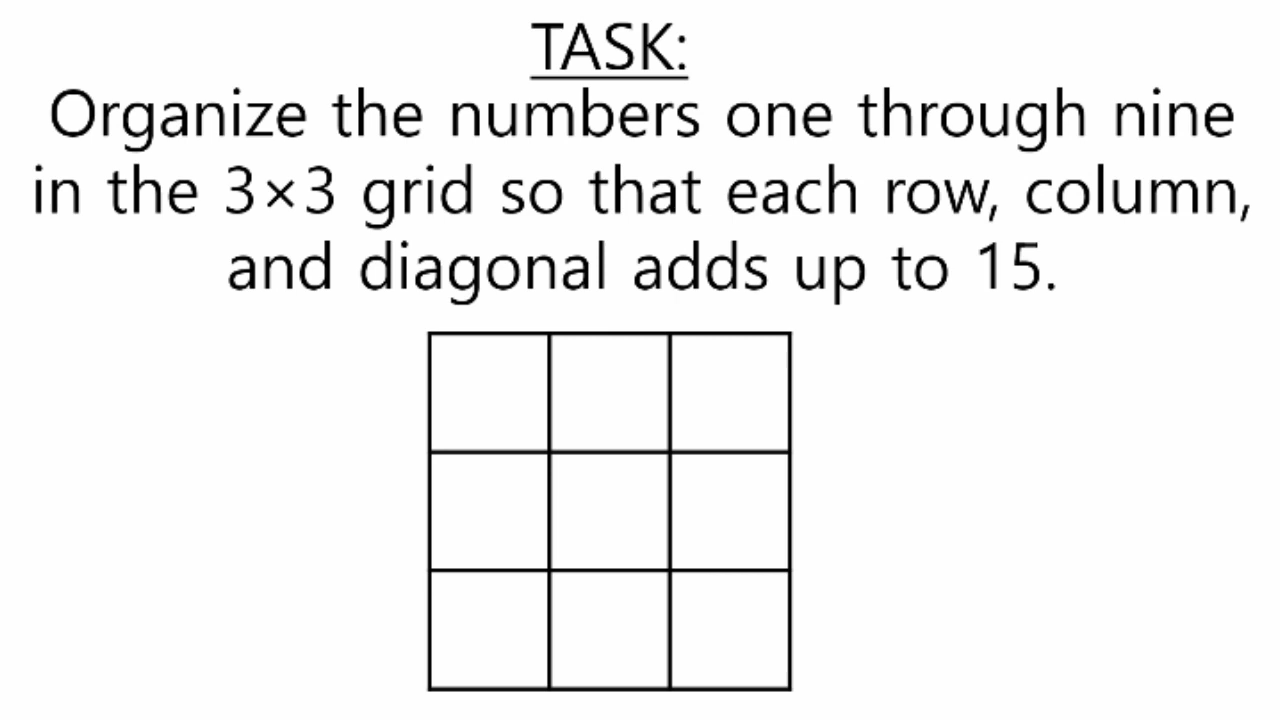 TASK:
Organize the numbers one through nine
in the 3×3 grid so that each row, column,
and diagonal adds up to 15.